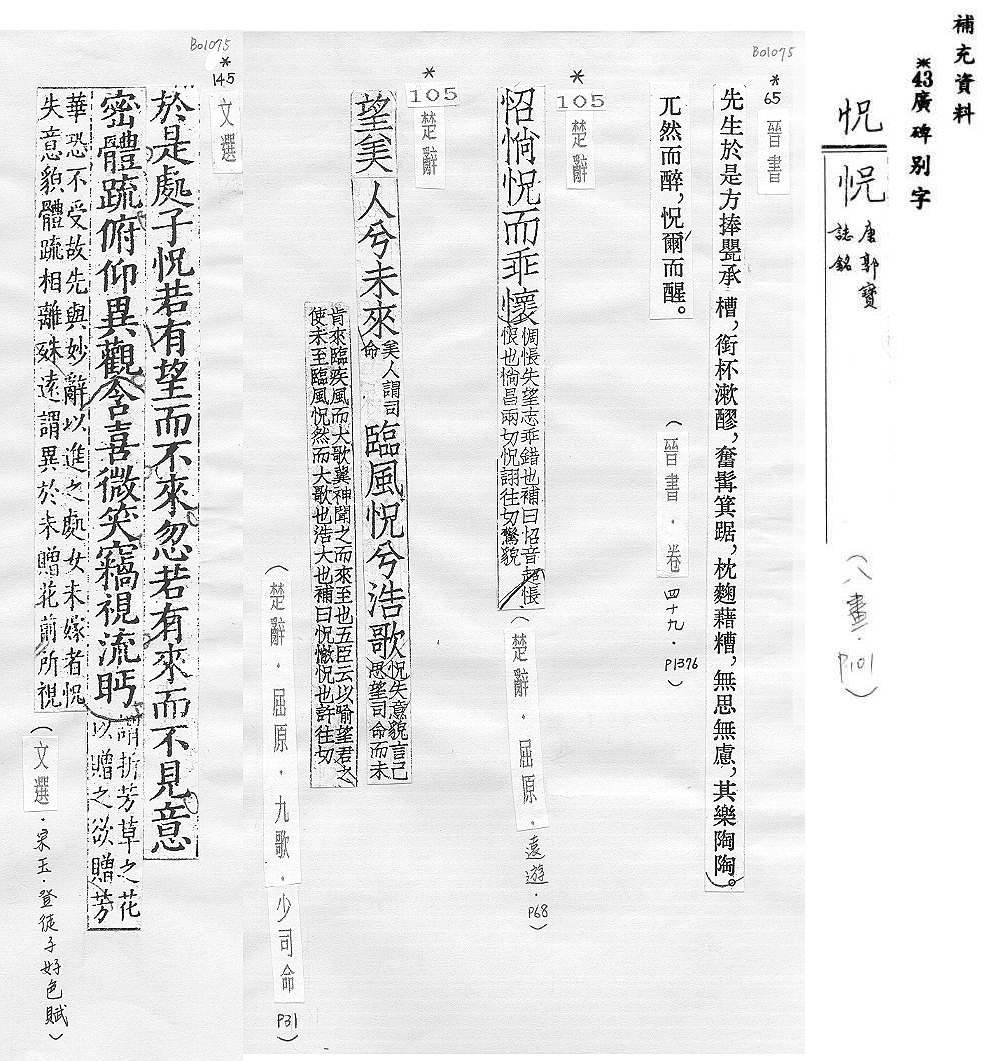 補充資料
※43廣碑別字
怳
怳 唐郭寶
誌銘
(八畫.P101)
B01075
*
65
晉書
先生於是方捧甖承槽,銜杯漱醪,奮髯箕踞,枕麴藉糟,無思無慮,其樂陶陶。
兀然而醉,怳爾而醒。
(晉書.卷四十九.P1376)
*
105
楚辭
怊惝怳而乖懷
惆悵失望志乖錯也補曰怊音超悵
恨也惝昌兩切怳詡往切驚貌
(楚辭.屈原.遠遊.P68)
*
105
楚辭
望美人兮未來
美人謂司
命
臨風怳兮浩歌
怳失意貌言己
思望司命而未
肯來臨疾風而大歌冀神聞之而來至也五臣云以喻望君之
使未至臨風怳然而大歌也浩大也補曰怳惝怳也許往切
(楚辭.屈原.九歌.少司命P31)
B01075
*
145
文選
於是處子怳若有望而不來忽若有來而不見意
密體疏俯仰異觀含喜微笑竊視流眄
謂折芳草之花
以贈之欲贈芳
華恐不受故先與妙辭以進之處女未嫁者怳
失意貌體疏相離殊遠謂異於未贈花前所視
(文選.宋玉.登徒子好色賦)